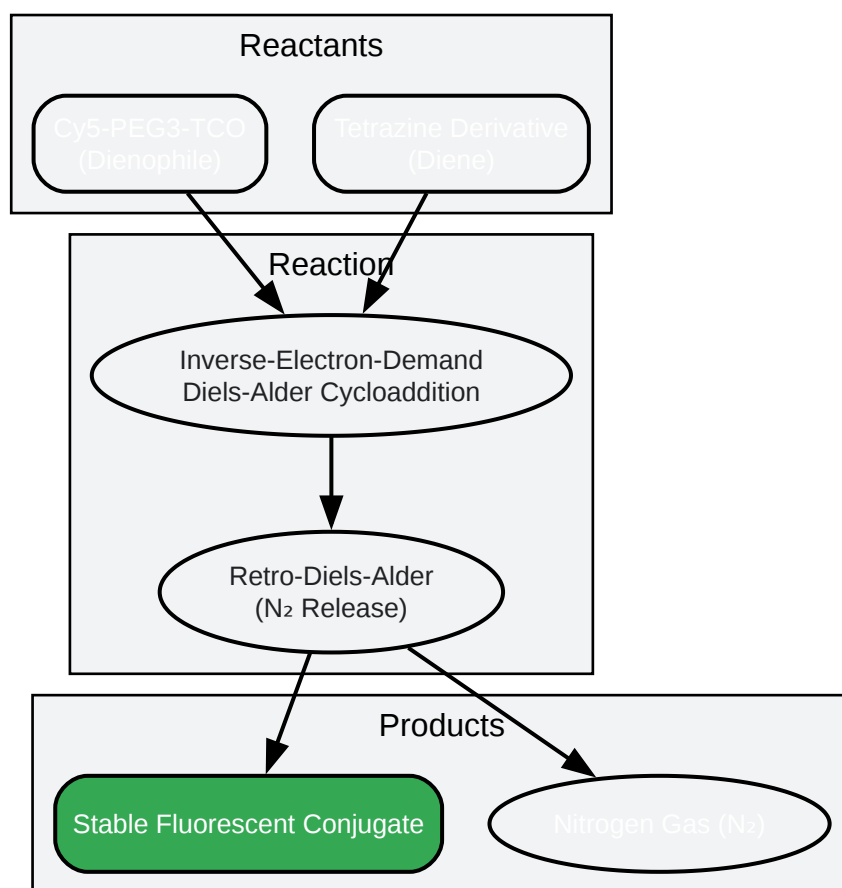 Reactants
Cy5-PEG3-TCO
(Dienophile)
Tetrazine Derivative
(Diene)
Reaction
Inverse-Electron-Demand
Diels-Alder Cycloaddition
Retro-Diels-Alder
(N₂ Release)
Products
Stable Fluorescent Conjugate
Nitrogen Gas (N₂)